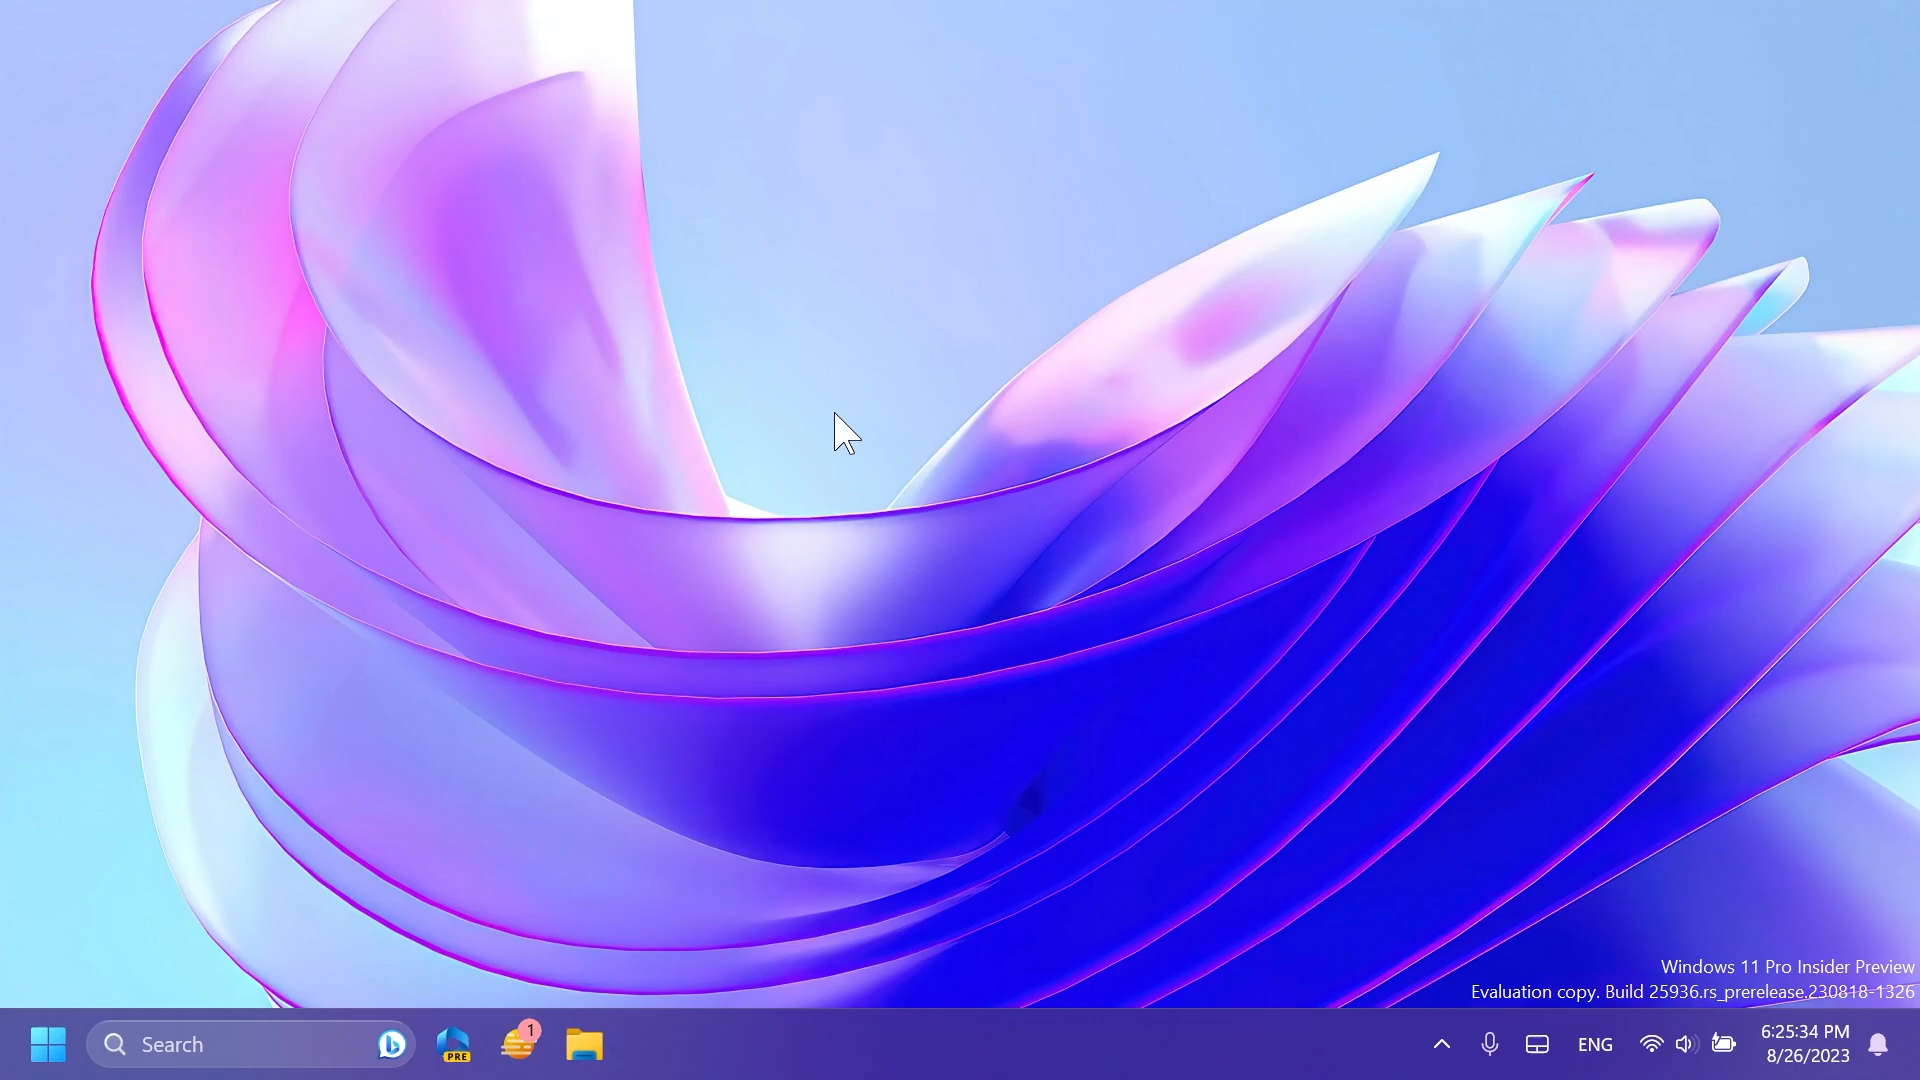 Windows 11 Pro Insider Preview
Evaluation copy. Build 25936.rs_prerelease.230818-1326
Search
PRE
1
ENG
6:25:34 PM
8/26/2023